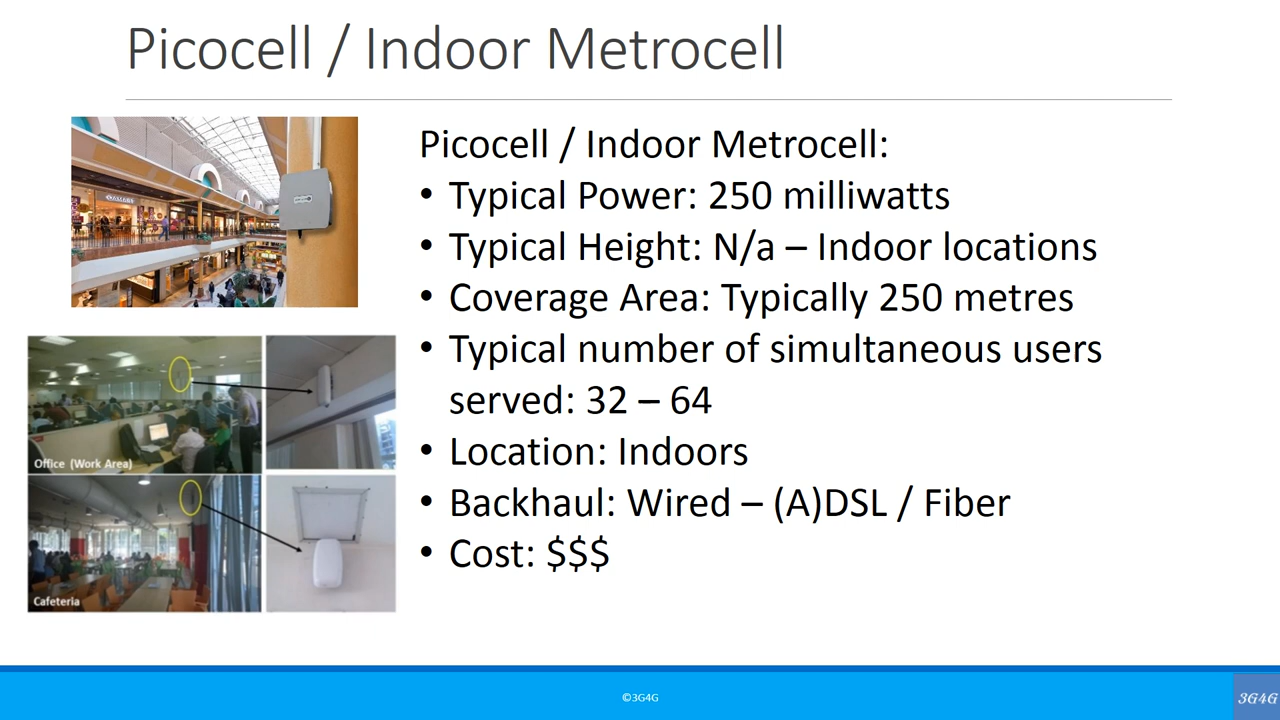 Picocell / Indoor Metrocell
Picocell / Indoor Metrocell:
• Typical Power: 250 milliwatts
• Typical Height: N/a – Indoor locations
• Coverage Area: Typically 250 metres
• Typical number of simultaneous users
served: 32 – 64
• Location: Indoors
• Backhaul: Wired – (A)DSL / Fiber
• Cost: $$$
Office (Work Area)
Cafeteria
©3G4G
3G4G